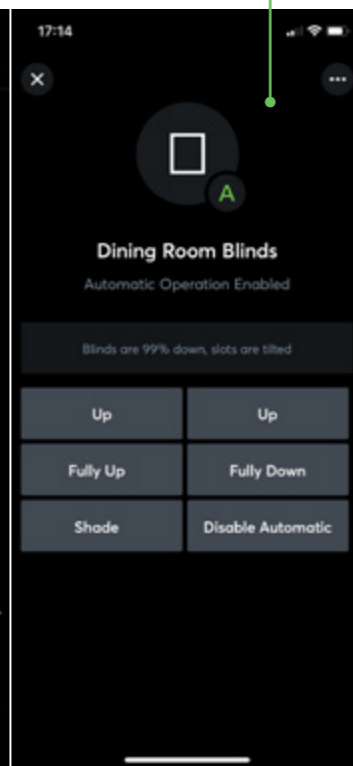 17:14
A
Dining Room Blinds
Automatic Operation Enabled
Blinds are 99% down, slats are tilted
Up Up
Fully Up Fully Down
Shade Disable Automatic